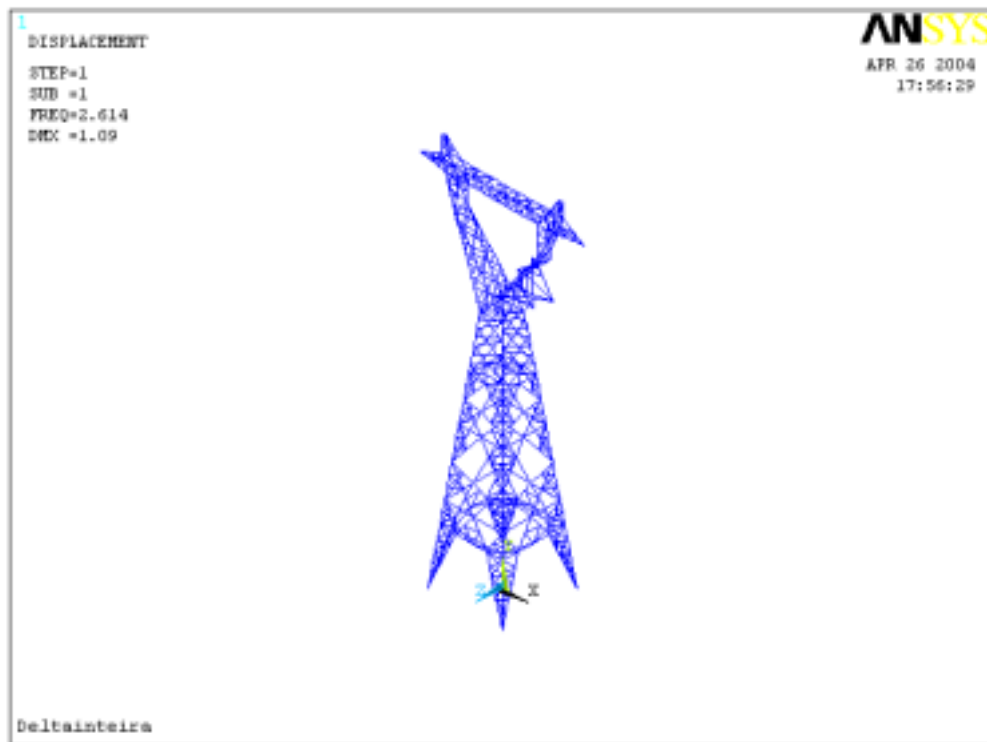 1
DISPLACEMENT
STEP=1
SUB =1
FREQ=2.614
DMX =1.09
ANSYS
APR 26 2004
17:56:29
Z
X
Deltainteira